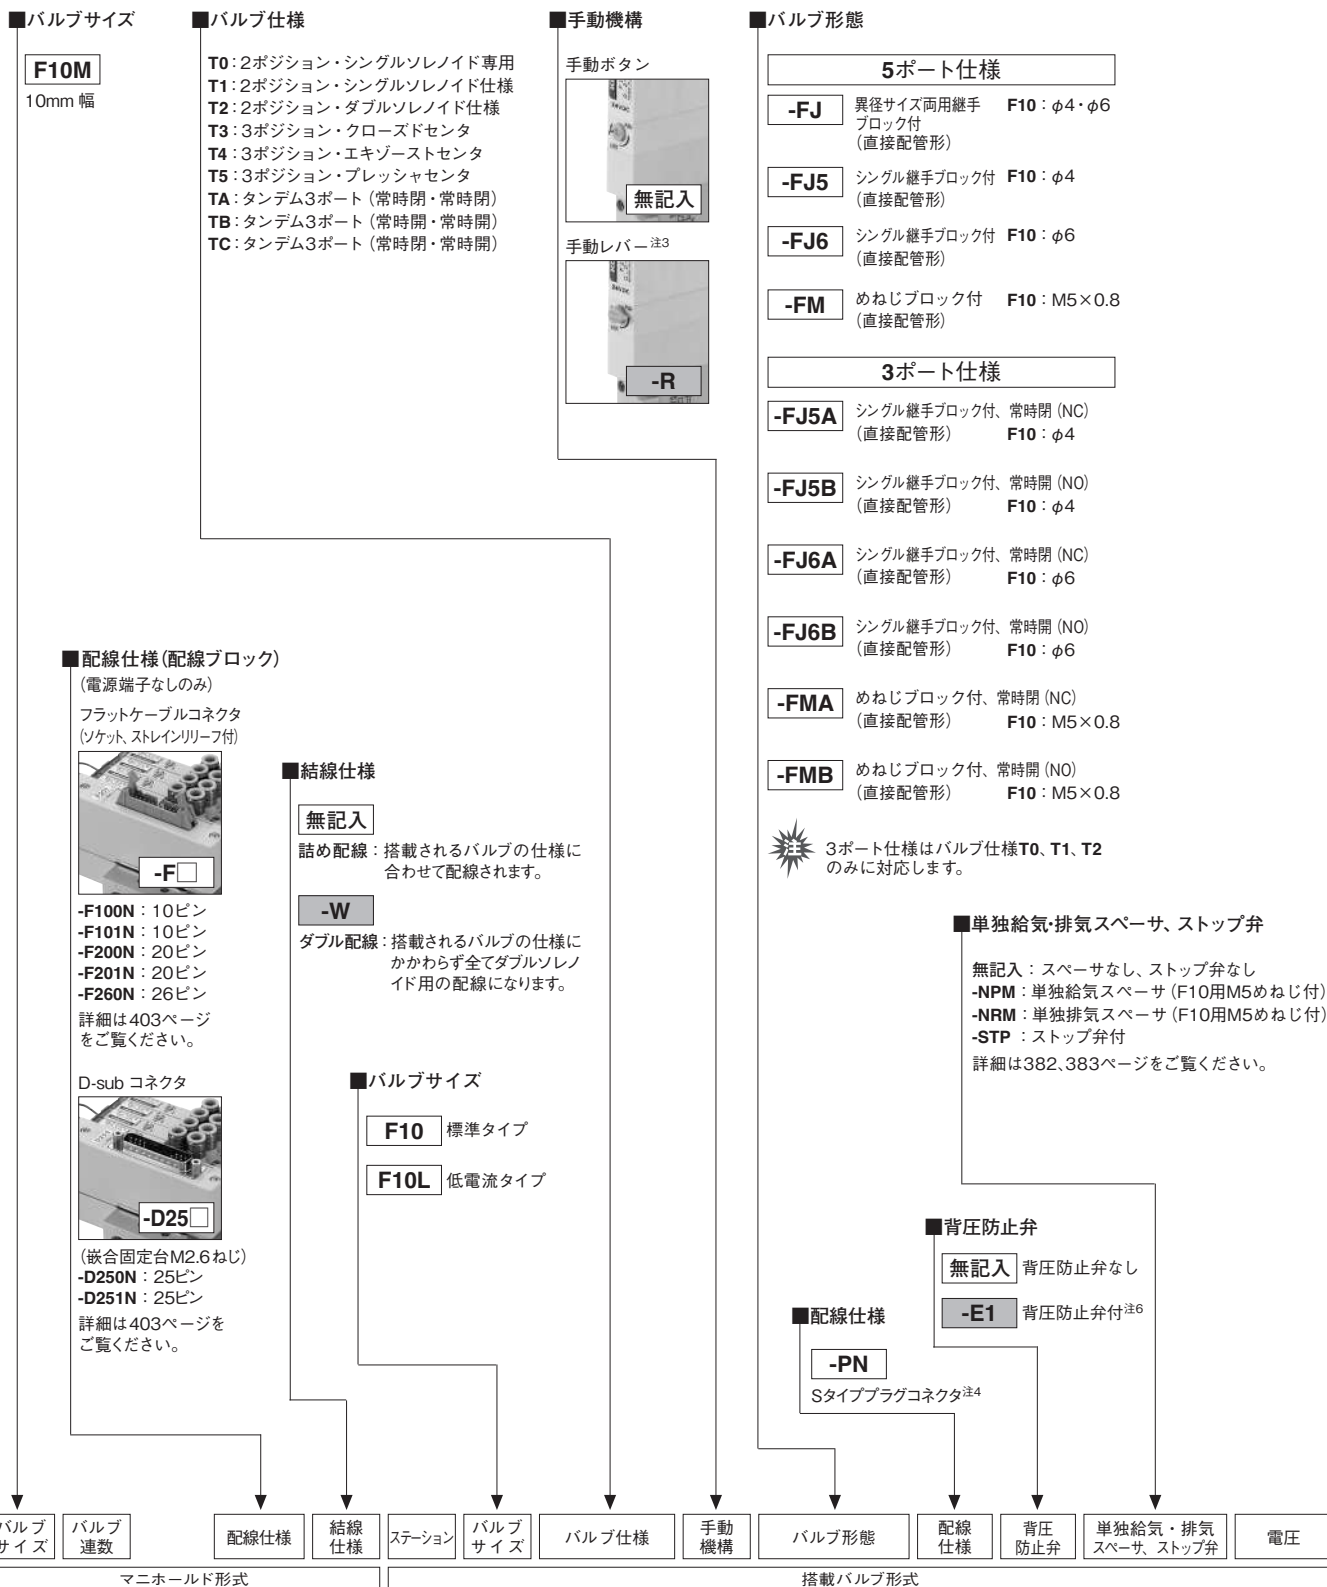 ■バルブサイズ
F10M
10mm 幅
■バルブ仕様
T0：2ポジション・シングルソレノイド専用
T1：2ポジション・シングルソレノイド仕様
T2：2ポジション・ダブルソレノイド仕様
T3：3ポジション・クローズドセンタ
T4：3ポジション・エキゾーストセンタ
T5：3ポジション・プレッシャセンタ
TA：タンデム3ポート（常時閉・常時閉）
TB：タンデム3ポート（常時開・常時開）
TC：タンデム3ポート（常時閉・常時開）
■手動機構
手動ボタン
無記入
手動レバー注3
-R
■バルブ形態
5ポート仕様
-FJ 異径サイズ両用継手 F10：φ4・φ6
ブロック付
（直接配管形）
-FJ5 シングル継手ブロック付 F10：φ4
（直接配管形）
-FJ6 シングル継手ブロック付 F10：φ6
（直接配管形）
-FM めねじブロック付 F10：M5×0.8
（直接配管形）
3ポート仕様
-FJ5A シングル継手ブロック付、常時閉（NC）
（直接配管形） F10：φ4
-FJ5B シングル継手ブロック付、常時開（NO）
（直接配管形） F10：φ4
-FJ6A シングル継手ブロック付、常時閉（NC）
（直接配管形） F10：φ6
-FJ6B シングル継手ブロック付、常時開（NO）
（直接配管形） F10：φ6
-FMA めねじブロック付、常時閉（NC）
（直接配管形） F10：M5×0.8
-FMB めねじブロック付、常時開（NO）
（直接配管形） F10：M5×0.8
注 3ポート仕様はバルブ仕様T0、T1、T2
のみに対応します。
■配線仕様（配線ブロック）
（電源端子なしのみ）
フラットケーブルコネクタ
（ソケット、ストレインリリーフ付）
-F□
-F100N：10ピン
-F101N：10ピン
-F200N：20ピン
-F201N：20ピン
-F260N：26ピン
詳細は403ページ
をご覧ください。
D-sub コネクタ
-D25□
（嵌合固定台M2.6ねじ）
-D250N：25ピン
-D251N：25ピン
詳細は403ページを
ご覧ください。
■結線仕様
無記入
詰め配線：搭載されるバルブの仕様に
合わせて配線されます。
-W
ダブル配線：搭載されるバルブの仕様に
かかわらず全てダブルソレノ
イド用の配線になります。
■バルブサイズ
F10 標準タイプ
F10L 低電流タイプ
■単独給気・排気スペーサ、ストップ弁
無記入：スペーサなし、ストップ弁なし
-NPM：単独給気スペーサ（F10用M5めねじ付）
-NRM：単独排気スペーサ（F10用M5めねじ付）
-STP ：ストップ弁付
詳細は382、383ページをご覧ください。
■背圧防止弁
無記入 背圧防止弁なし
-E1 背圧防止弁付注6
■配線仕様
-PN
Sタイププラグコネクタ注4
バルブ
サイズ
バルブ
連数
配線仕様
結線
仕様
ステーション
バルブ
サイズ
バルブ仕様
手動
機構
バルブ形態
配線
仕様
背圧
防止弁
単独給気・排気
スペーサ、ストップ弁
電圧
マニホールド形式
搭載バルブ形式